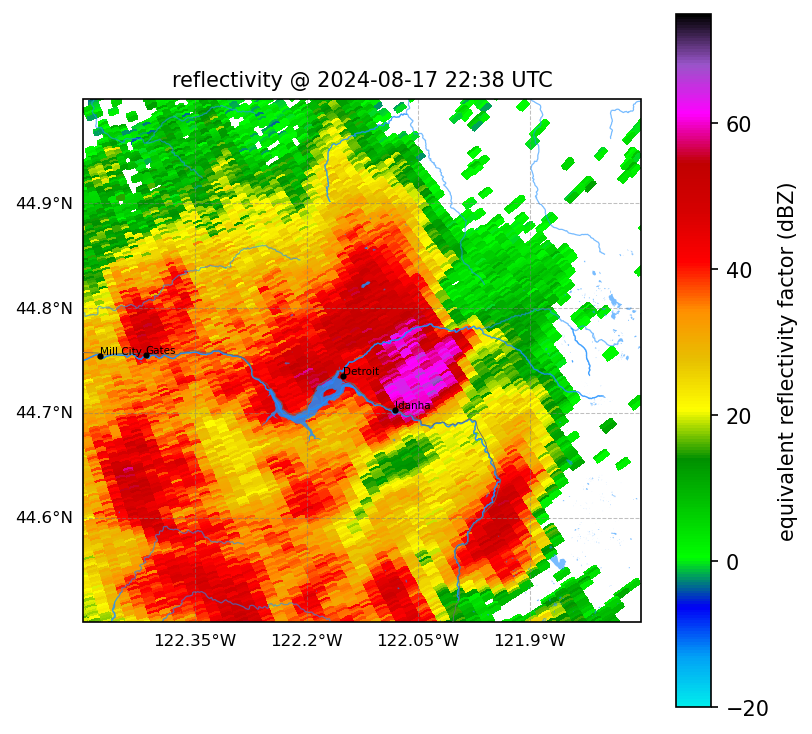 reflectivity @ 2024-08-17 22:38 UTC
60
44.9°N
40
44.8°N
Mill City
Gates
Detroit
Idanha
44.7°N
20
44.6°N
0
122.35°W 122.2°W 122.05°W 121.9°W
−20
equivalent reflectivity factor (dBZ)